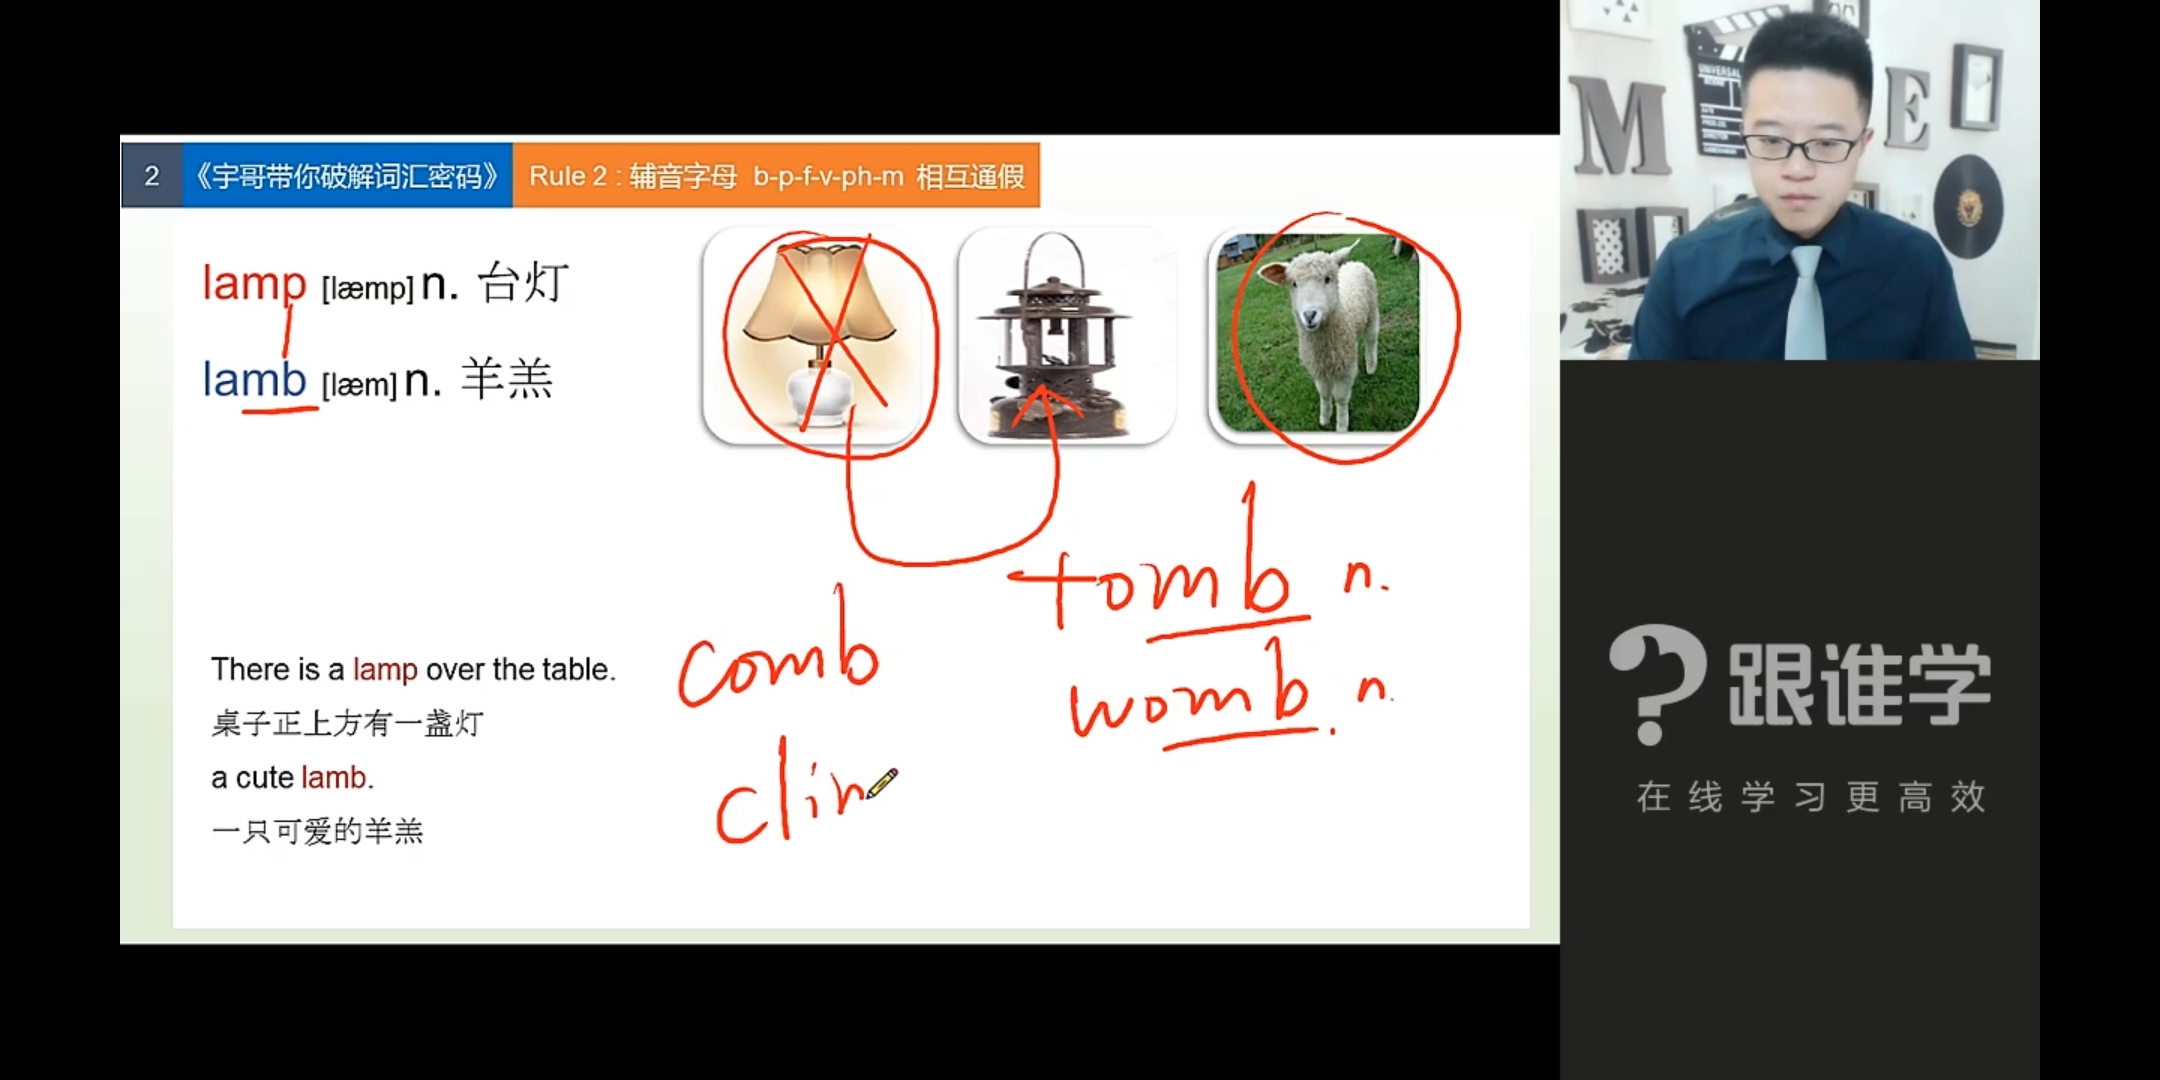 2 《宇哥带你破解词汇密码》 Rule 2 : 辅音字母 b-p-f-v-ph-m 相互通假
lamp [læmp] n. 台灯
lamb [læm] n. 羊羔
There is a lamp over the table.
桌子正上方有一盏灯
a cute lamb.
一只可爱的羊羔
comb
clim
tomb n.
womb n.
M E
UNIVERSAL
跟谁学
在线学习更高效